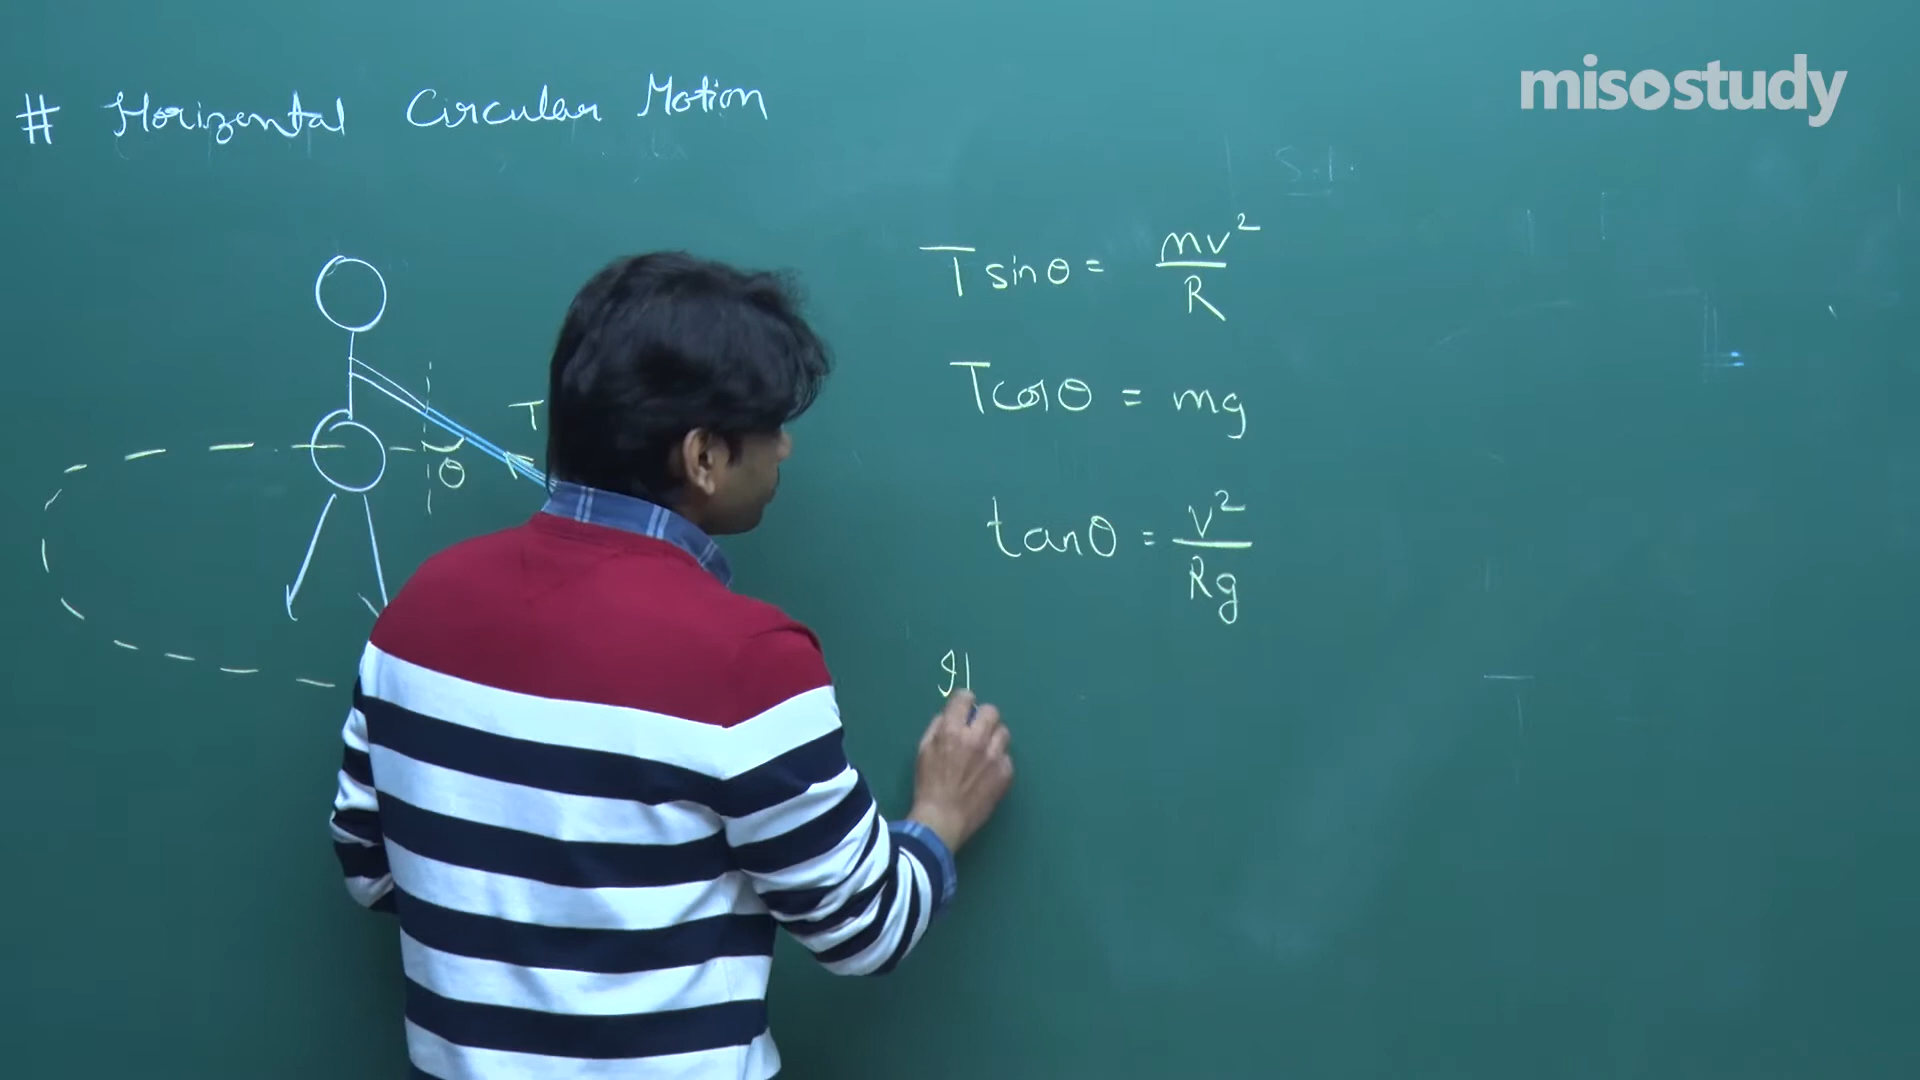 misostudy
# Horizontal Circular Motion
T sinθ = mv²/R
T cosθ = mg
T
θ
tanθ = v²/Rg